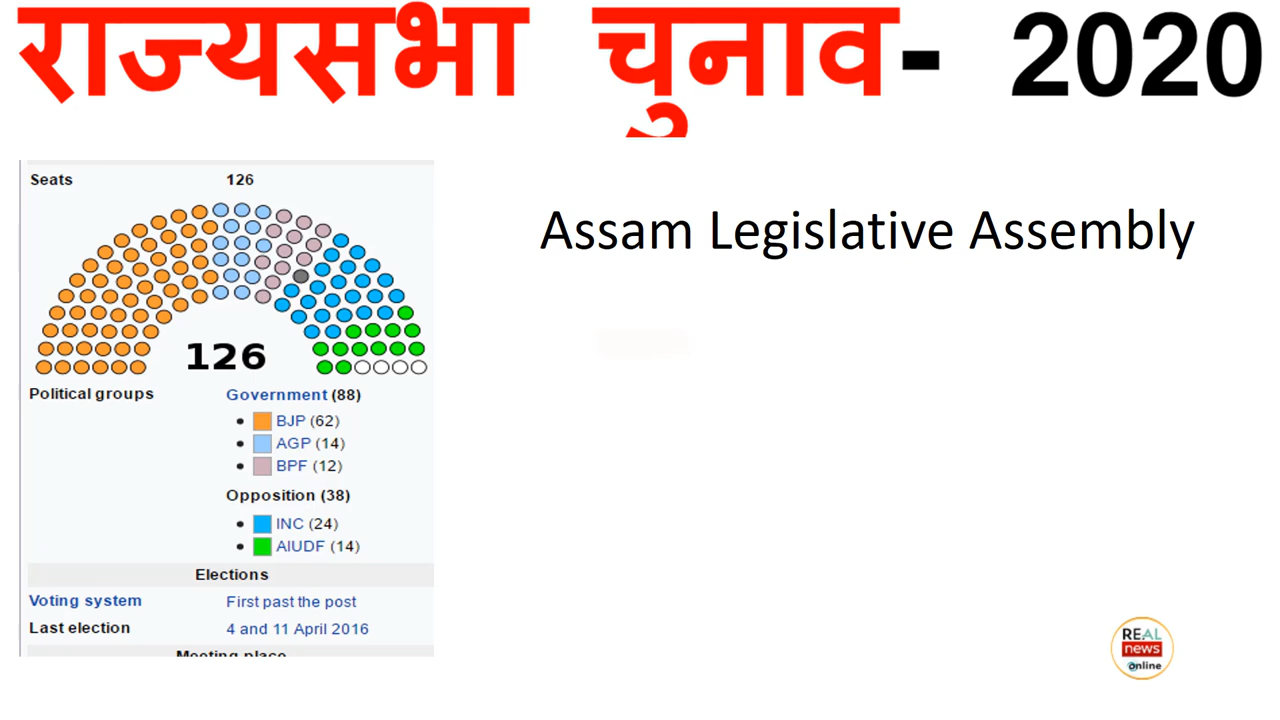 राज्यसभा चुनाव- 2020
Seats 126
Assam Legislative Assembly
126
Political groups Government (88)
• BJP (62)
• AGP (14)
• BPF (12)
Opposition (38)
• INC (24)
• AIUDF (14)
Elections
Voting system First past the post
Last election 4 and 11 April 2016
Meeting place
REAL
news
online